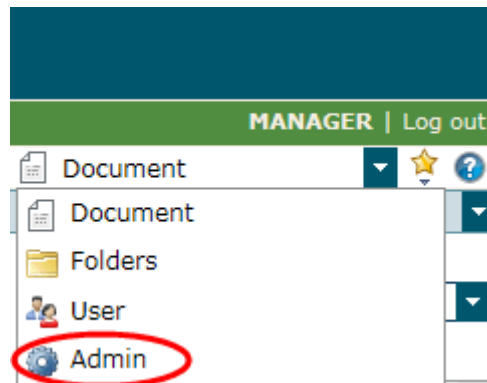 MANAGER | Log out
Document
Document
Folders
User
Admin